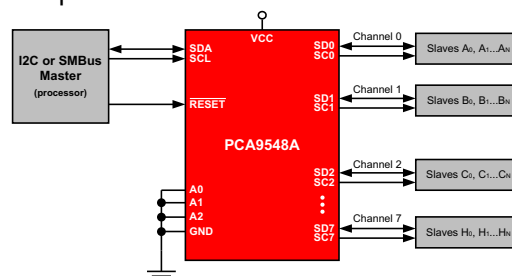 VCC
I2C or SMBus
Master
(processor)
SDA
SCL
RESET
PCA9548A
A0
A1
A2
GND
SD0
SC0
Channel 0
Slaves A0, A1...AN
SD1
SC1
Channel 1
Slaves B0, B1...BN
SD2
SC2
Channel 2
Slaves C0, C1...CN
SD7
SC7
Channel 7
Slaves H0, H1...HN